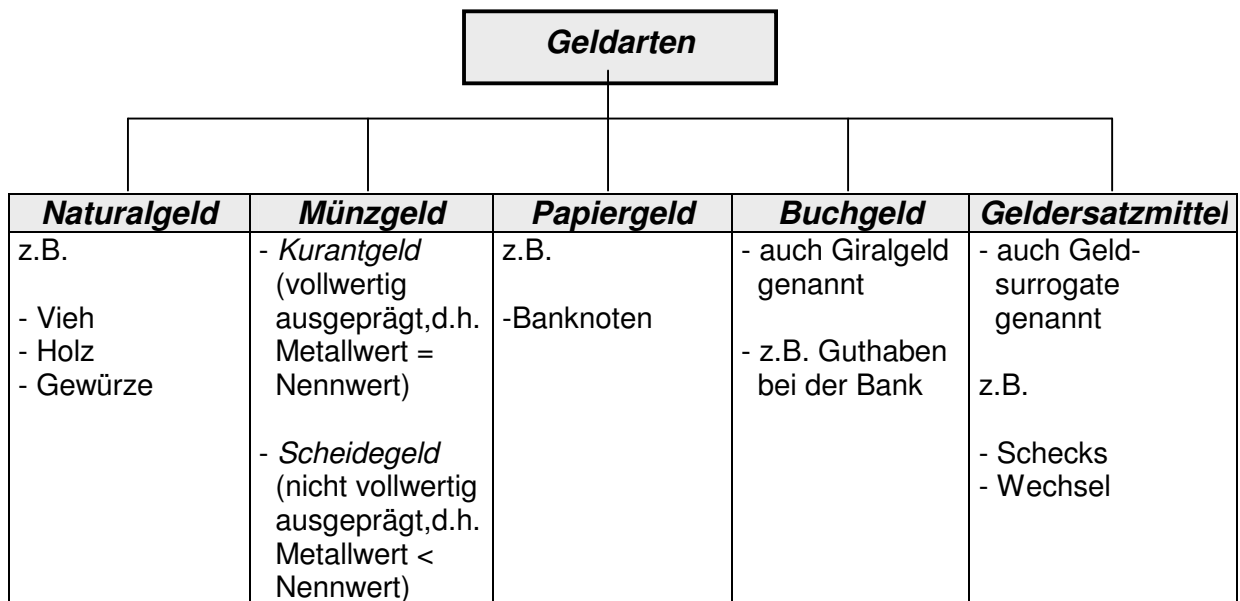 Geldarten
Naturalgeld
z.B.
- Vieh
- Holz
- Gewürze
Münzgeld
- Kurantgeld
(vollwertig
ausgeprägt,d.h.
Metallwert =
Nennwert)
- Scheidegeld
(nicht vollwertig
ausgeprägt,d.h.
Metallwert <
Nennwert)
Papiergeld
z.B.
-Banknoten
Buchgeld
- auch Giralgeld
genannt
- z.B. Guthaben
bei der Bank
Geldersatzmittel
- auch Geld-
surrogate
genannt
z.B.
- Schecks
- Wechsel